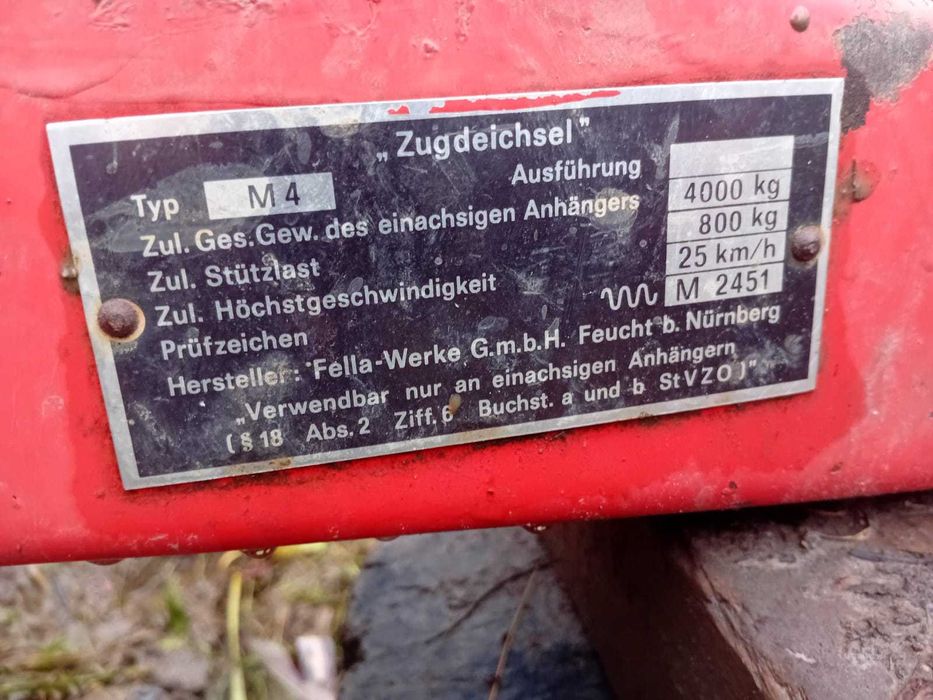 „Zugdeichsel"
Typ M 4 Ausführung
Zul. Ges. Gew. des einachsigen Anhängers 4000 kg
Zul. Stützlast 800 kg
Zul. Höchstgeschwindigkeit 25 km/h
Prüfzeichen M 2451
Hersteller: Fella-Werke G.m.b.H. Feucht b. Nürnberg
„Verwendbar nur an einachsigen Anhängern
(§ 18 Abs. 2 Ziff. 6 Buchst. a und b StVZO)"